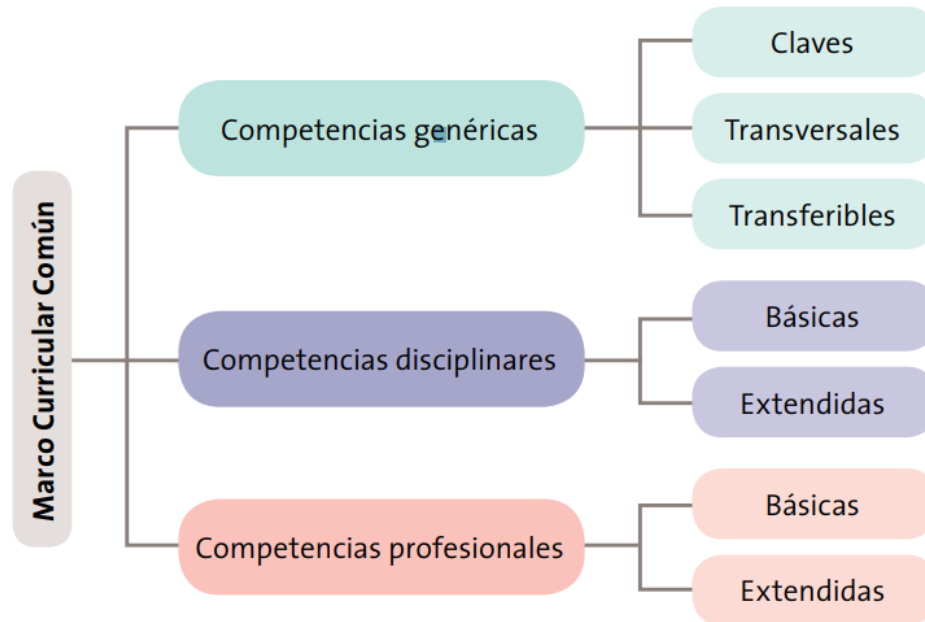 Marco Curricular Común
Competencias genéricas
Claves
Transversales
Transferibles
Competencias disciplinares
Básicas
Extendidas
Competencias profesionales
Básicas
Extendidas